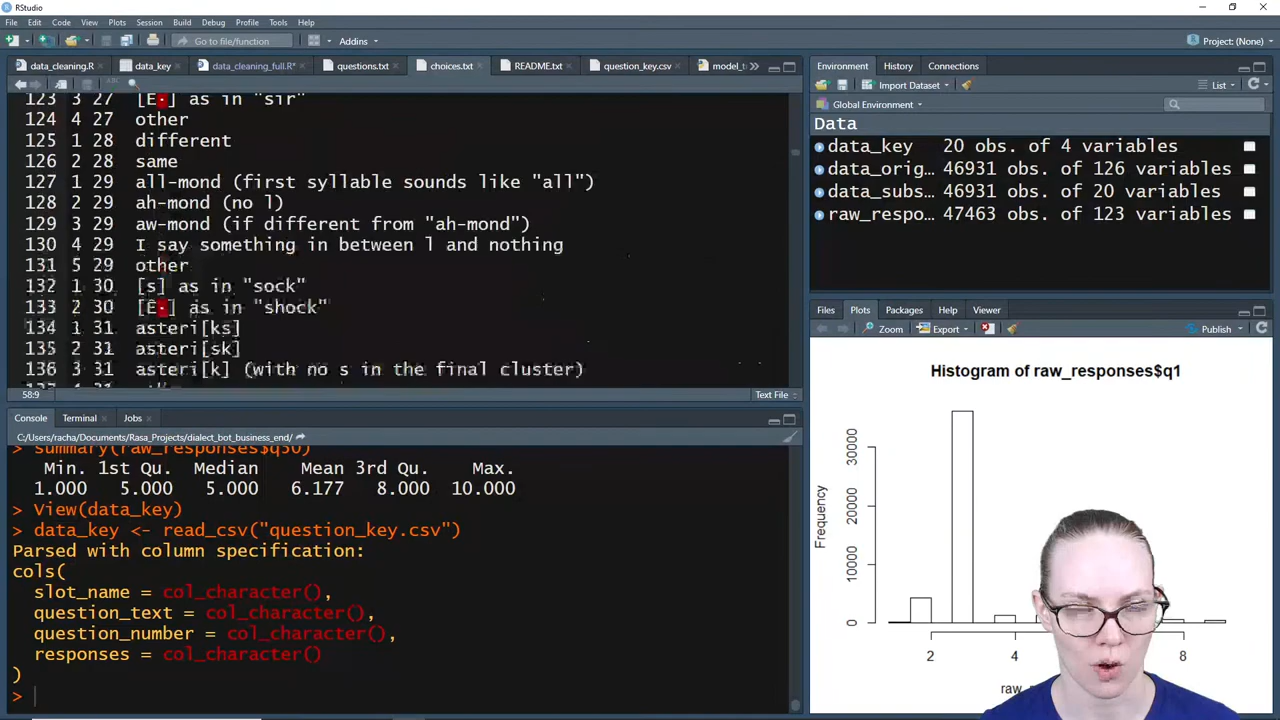 RStudio
File Edit Code View Plots Session Build Debug Profile Tools Help
Go to file/function Addins Project: (None)
data_cleaning.R data_key data_cleaning_full.R* questions.txt choices.txt README.txt question_key.csv model_t
123 3 27 [E·] as in "sir"
124 4 27 other
125 1 28 different
126 2 28 same
127 1 29 all-mond (first syllable sounds like "all")
128 2 29 ah-mond (no l)
129 3 29 aw-mond (if different from "ah-mond")
130 4 29 I say something in between l and nothing
131 5 29 other
132 1 30 [s] as in "sock"
133 2 30 [E·] as in "shock"
134 1 31 asteri[ks]
135 2 31 asteri[sk]
136 3 31 asteri[k] (with no s in the final cluster)
58:9 Text File
Console Terminal Jobs
C:/Users/racha/Documents/Rasa_Projects/dialect_bot_business_end/
> summary(raw_responses$q50)
Min. 1st Qu. Median Mean 3rd Qu. Max.
1.000 5.000 5.000 6.177 8.000 10.000
> View(data_key)
> data_key <- read_csv("question_key.csv")
Parsed with column specification:
cols(
slot_name = col_character(),
question_text = col_character(),
question_number = col_character(),
responses = col_character()
)
>
Environment History Connections
Import Dataset List
Global Environment
Data
data_key 20 obs. of 4 variables
data_orig… 46931 obs. of 126 variables
data_subs… 46931 obs. of 20 variables
raw_respo… 47463 obs. of 123 variables
Files Plots Packages Help Viewer
Zoom Export Publish
Histogram of raw_responses$q1
Frequency
30000
20000
10000
0
2 4 8
raw_